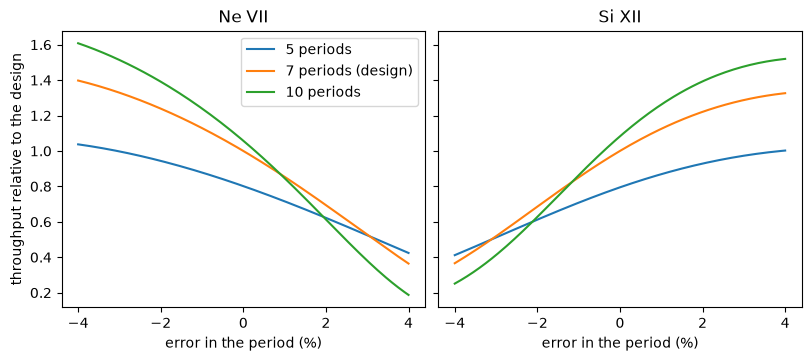 Ne VII
Si XII
throughput relative to the design
1.6
1.4
1.2
1.0
0.8
0.6
0.4
0.2
5 periods
7 periods (design)
10 periods
−4
−2
0
2
4
−4
−2
0
2
4
error in the period (%)
error in the period (%)